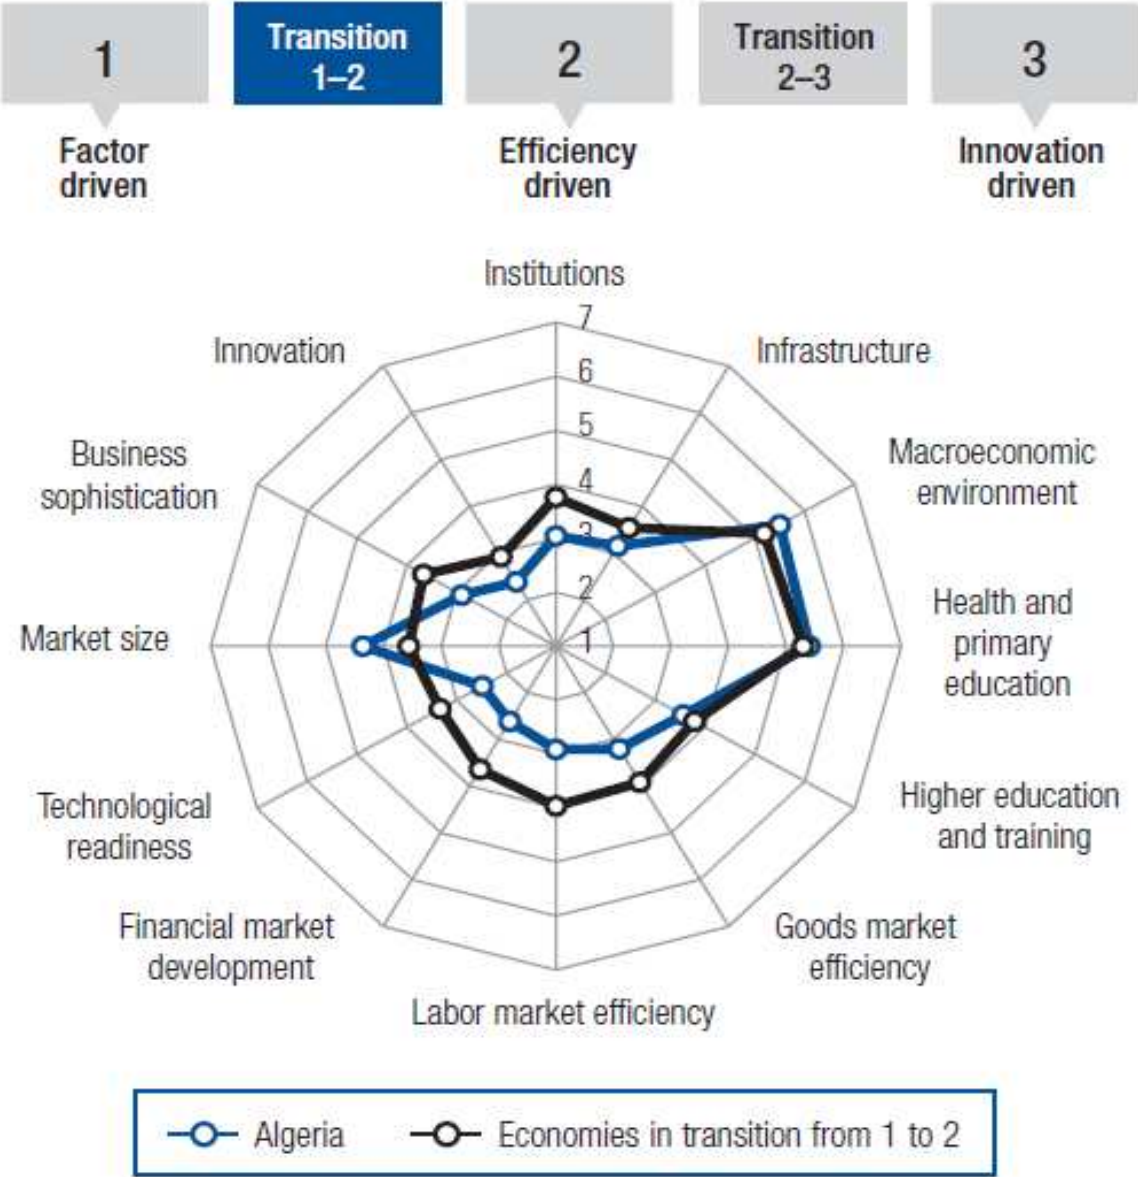 1
Transition
1–2
2
Transition
2–3
3
Factor
driven
Efficiency
driven
Innovation
driven
Institutions
7
Innovation
Infrastructure
6
5
Business
sophistication
Macroeconomic
environment
4
3
2
Market size
1
Health and
primary
education
Technological
readiness
Higher education
and training
Financial market
development
Goods market
efficiency
Labor market efficiency
Algeria
Economies in transition from 1 to 2